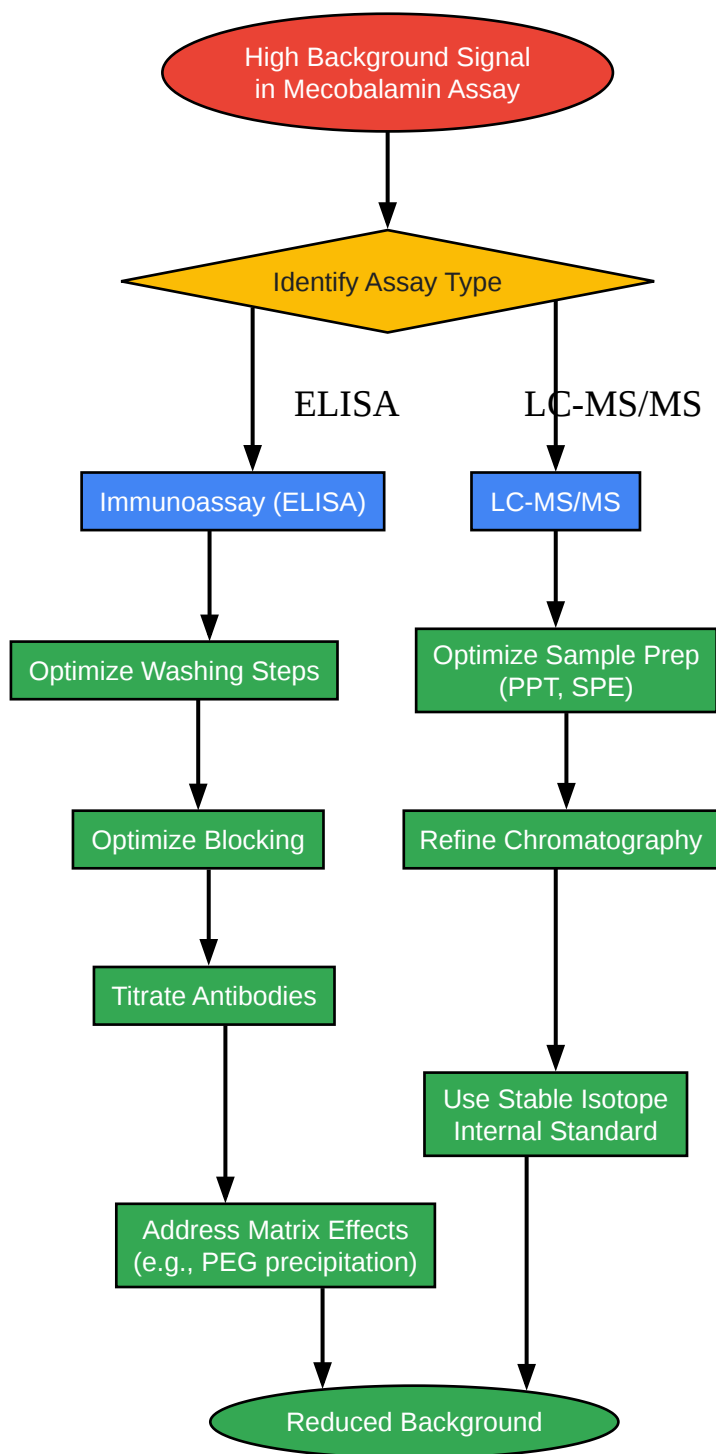 High Background Signal
in Mecobalamin Assay
Identify Assay Type
ELISA
LC-MS/MS
Immunoassay (ELISA)
LC-MS/MS
Optimize Washing Steps
Optimize Sample Prep
(PPT, SPE)
Optimize Blocking
Refine Chromatography
Titrate Antibodies
Use Stable Isotope
Internal Standard
Address Matrix Effects
(e.g., PEG precipitation)
Reduced Background